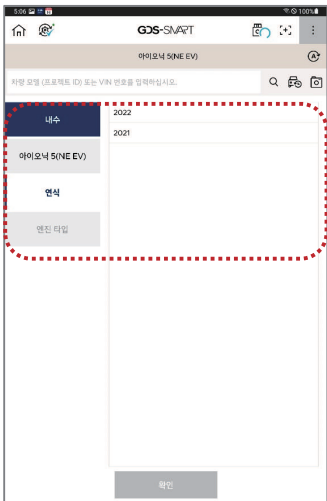 5:06
100%
GDS-SMART
아이오닉 5(NE EV)
차량 모델 (프로젝트 ID) 또는 VIN 번호를 입력하십시오.
내수
2022
2021
아이오닉 5(NE EV)
연식
엔진 타입
확인